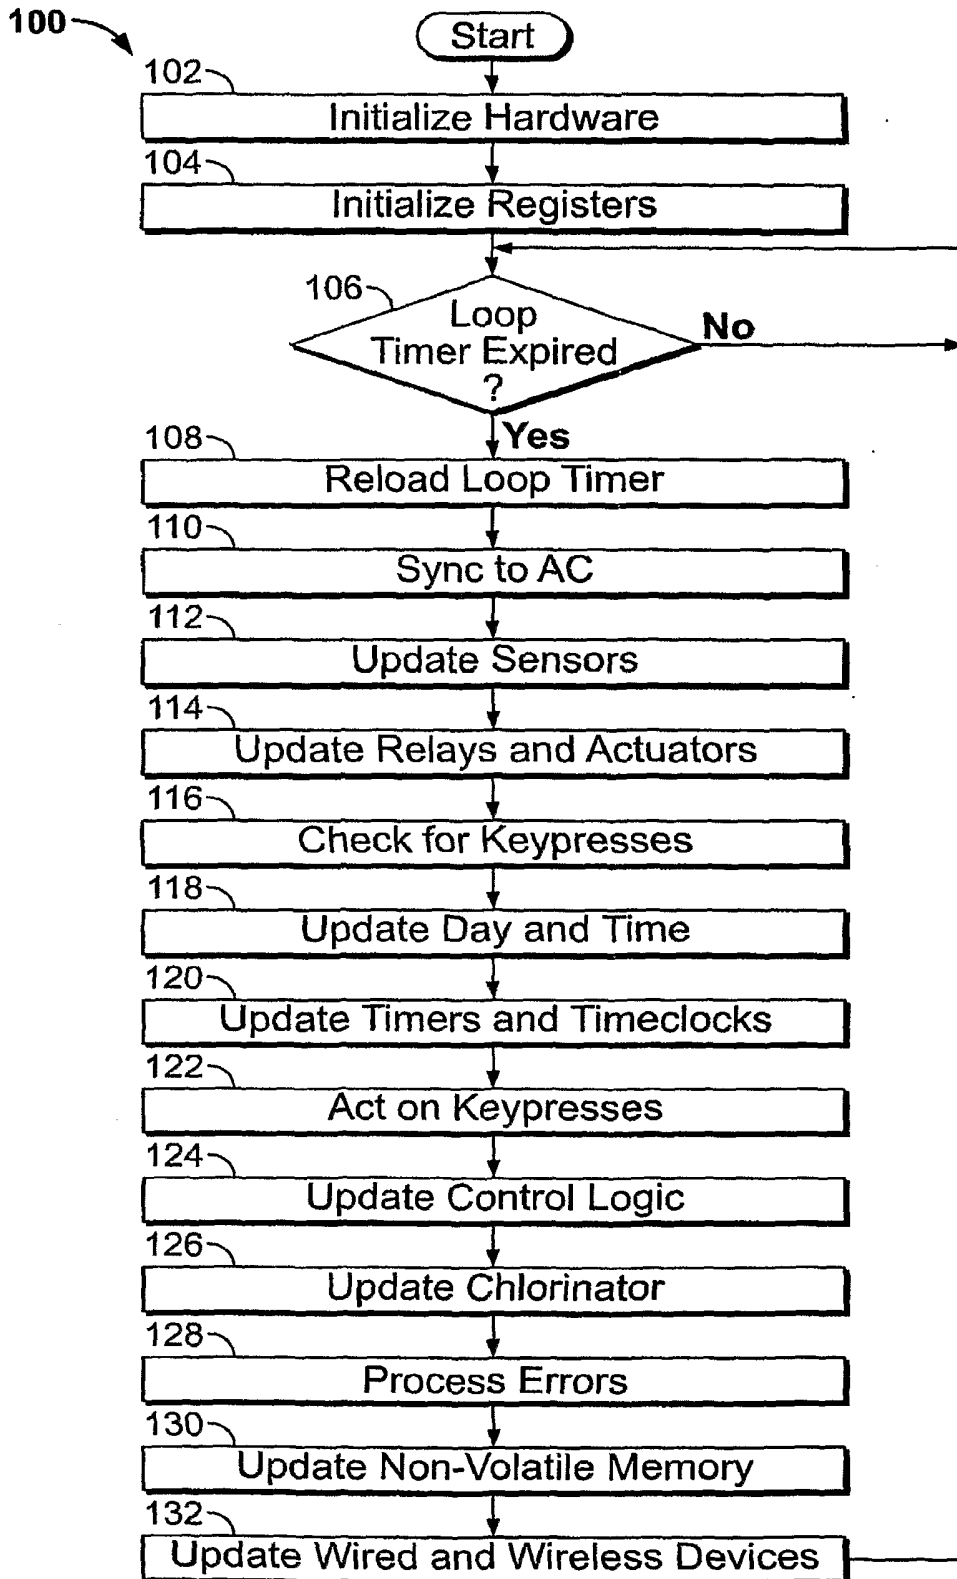 100
Start
102
Initialize Hardware
104
Initialize Registers
106
Loop
Timer Expired
?
No
Yes
108
Reload Loop Timer
110
Sync to AC
112
Update Sensors
114
Update Relays and Actuators
116
Check for Keypresses
118
Update Day and Time
120
Update Timers and Timeclocks
122
Act on Keypresses
124
Update Control Logic
126
Update Chlorinator
128
Process Errors
130
Update Non-Volatile Memory
132
Update Wired and Wireless Devices